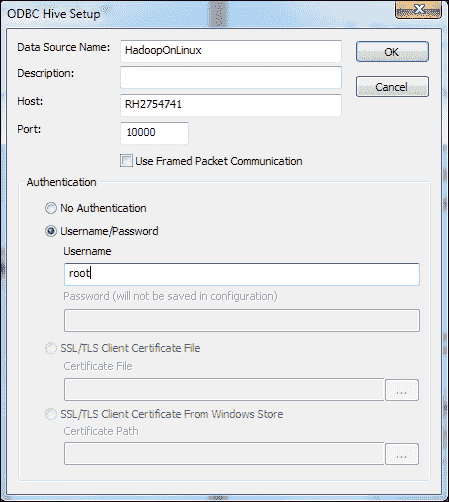 ODBC Hive Setup
Data Source Name: HadoopOnLinux OK
Description: Cancel
Host: RH2754741
Port: 10000
Use Framed Packet Communication
Authentication
No Authentication
Username/Password
Username
root
Password (will not be saved in configuration)
SSL/TLS Client Certificate File
Certificate File
...
SSL/TLS Client Certificate From Windows Store
Certificate Path
...